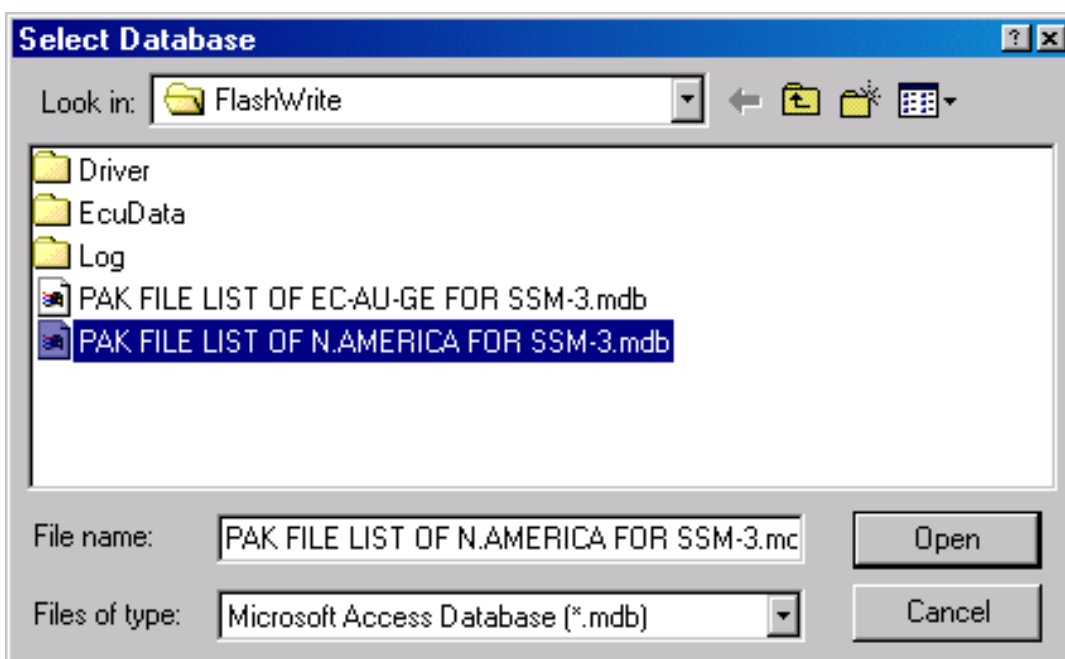 Select Database
Look in: FlashWrite
Driver
EcuData
Log
PAK FILE LIST OF EC-AU-GE FOR SSM-3.mdb
PAK FILE LIST OF N.AMERICA FOR SSM-3.mdb
File name: PAK FILE LIST OF N.AMERICA FOR SSM-3.mc Open
Files of type: Microsoft Access Database (*.mdb) Cancel